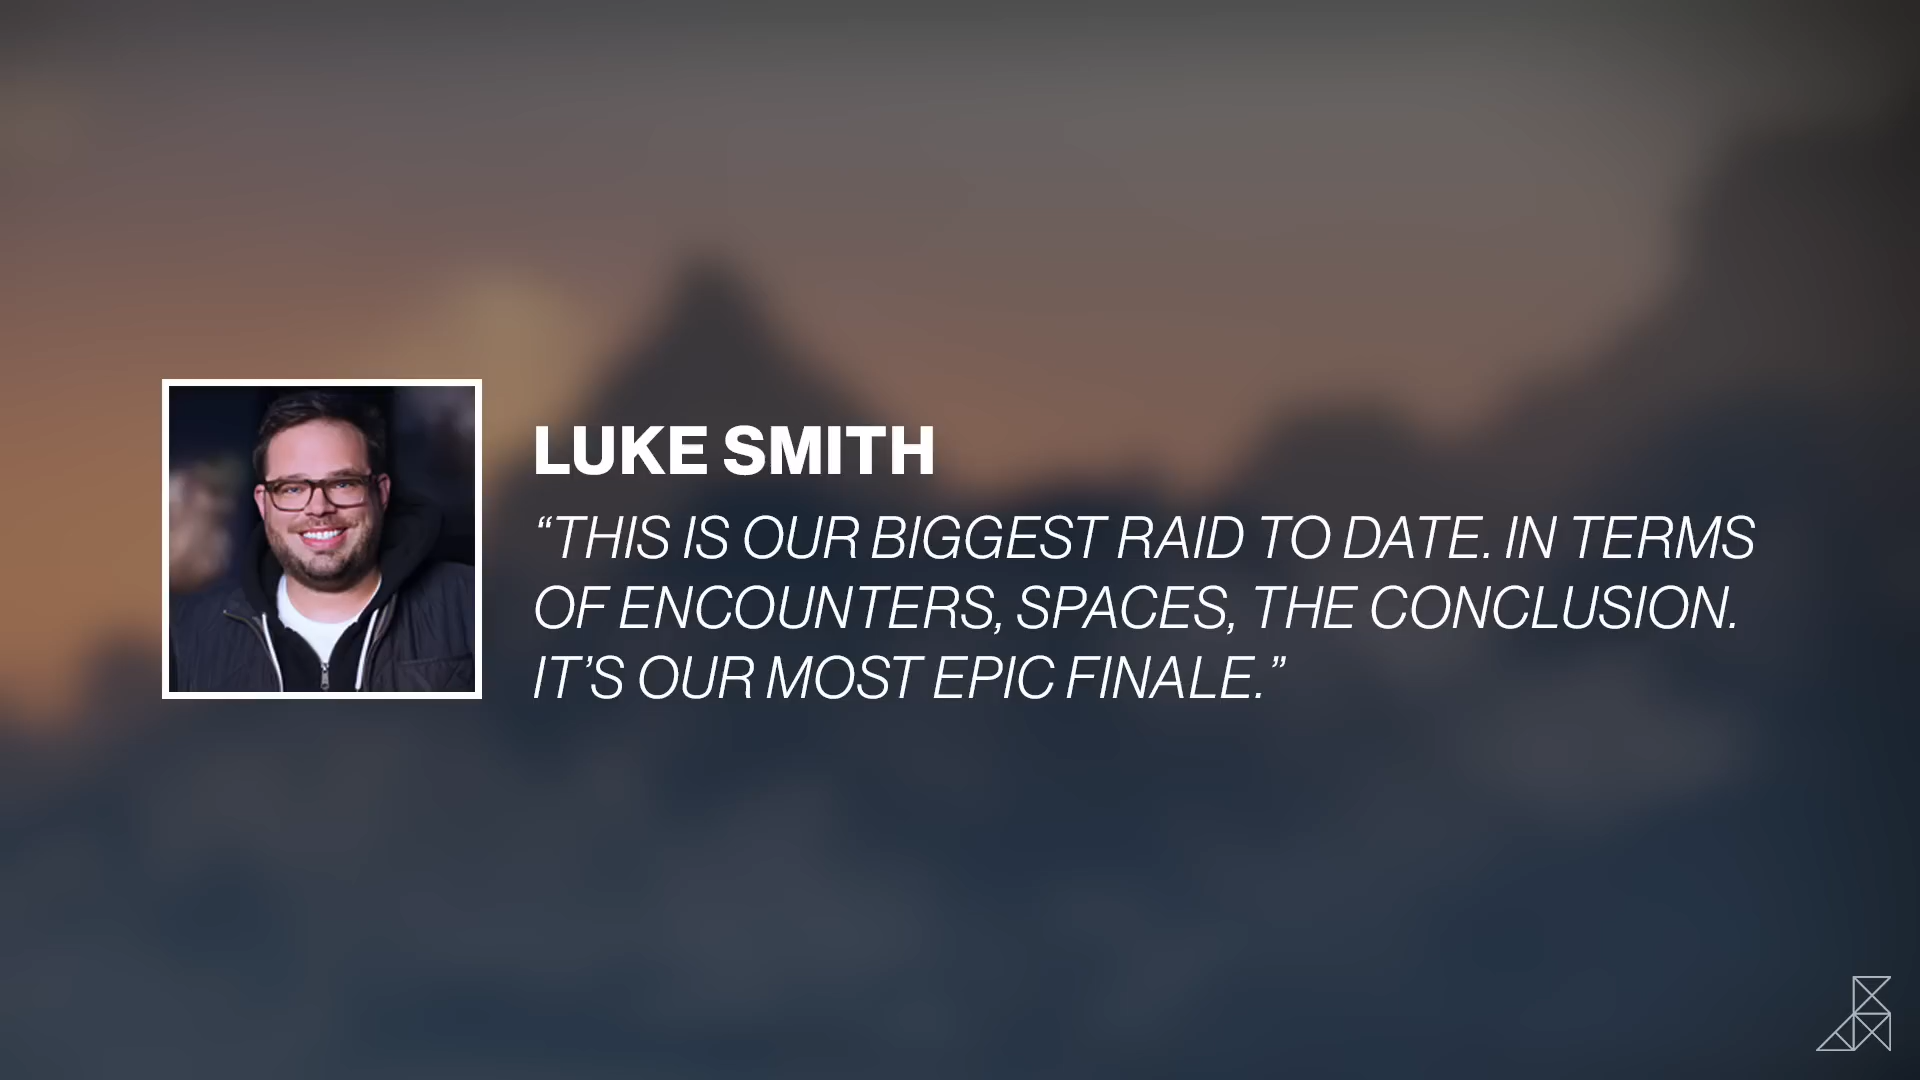 LUKE SMITH
“THIS IS OUR BIGGEST RAID TO DATE. IN TERMS
OF ENCOUNTERS, SPACES, THE CONCLUSION.
IT’S OUR MOST EPIC FINALE.”